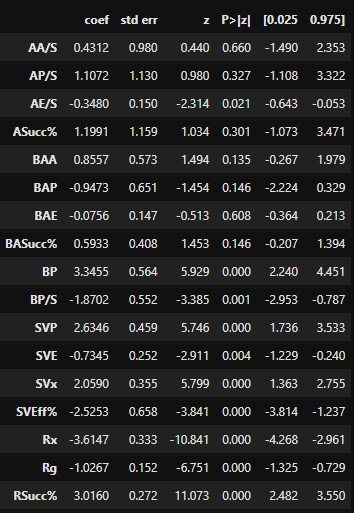 coef std err z P>|z| [0.025 0.975]
AA/S 0.4312 0.980 0.440 0.660 -1.490 2.353
AP/S 1.1072 1.130 0.980 0.327 -1.108 3.322
AE/S -0.3480 0.150 -2.314 0.021 -0.643 -0.053
ASucc% 1.1991 1.159 1.034 0.301 -1.073 3.471
BAA 0.8557 0.573 1.494 0.135 -0.267 1.979
BAP -0.9473 0.651 -1.454 0.146 -2.224 0.329
BAE -0.0756 0.147 -0.513 0.608 -0.364 0.213
BASucc% 0.5933 0.408 1.453 0.146 -0.207 1.394
BP 3.3455 0.564 5.929 0.000 2.240 4.451
BP/S -1.8702 0.552 -3.385 0.001 -2.953 -0.787
SVP 2.6346 0.459 5.746 0.000 1.736 3.533
SVE -0.7345 0.252 -2.911 0.004 -1.229 -0.240
SVx 2.0590 0.355 5.799 0.000 1.363 2.755
SVEff% -2.5253 0.658 -3.841 0.000 -3.814 -1.237
Rx -3.6147 0.333 -10.841 0.000 -4.268 -2.961
Rg -1.0267 0.152 -6.751 0.000 -1.325 -0.729
RSucc% 3.0160 0.272 11.073 0.000 2.482 3.550